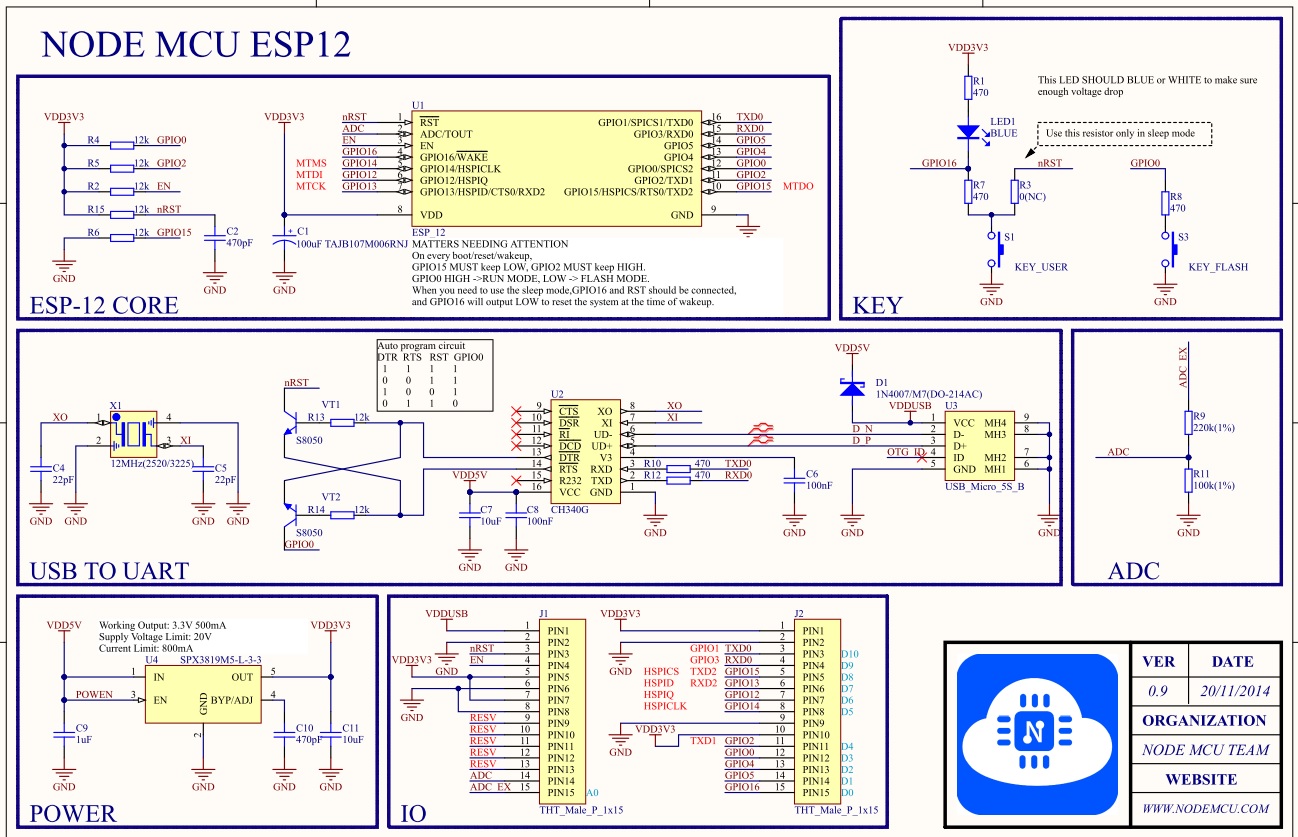 NODE MCU ESP12
VDD3V3
R4 12k GPIO0
R5 12k GPIO2
R2 12k EN
R15 12k nRST
R6 12k GPIO15
C2
470pF
GND
GND
VDD3V3
C1
100uF TAJB107M006RNJ
GND
U1
nRST 1 RST
ADC 2 ADC/TOUT
EN 3 EN
GPIO16 4 GPIO16/WAKE
MTMS GPIO14 5 GPIO14/HSPICLK
MTDI GPIO12 6 GPIO12/HSPIQ
MTCK GPIO13 7 GPIO13/HSPID/CTS0/RXD2
8 VDD
GPIO1/SPICS1/TXD0 16 TXD0
GPIO3/RXD0 15 RXD0
GPIO5 14 GPIO5
GPIO4 13 GPIO4
GPIO0/SPICS2 12 GPIO0
GPIO2/TXD1 11 GPIO2
GPIO15/HSPICS/RTS0/TXD2 10 GPIO15 MTDO
GND 9
ESP_12
GND
MATTERS NEEDING ATTENTION
On every boot/reset/wakeup,
GPIO15 MUST keep LOW, GPIO2 MUST keep HIGH.
GPIO0 HIGH ->RUN MODE, LOW -> FLASH MODE.
When you need to use the sleep mode,GPIO16 and RST should be connected,
and GPIO16 will output LOW to reset the system at the time of wakeup.
ESP-12 CORE
VDD3V3
R1
470
This LED SHOULD BLUE or WHITE to make sure
enough voltage drop
LED1
BLUE
Use this resistor only in sleep mode
GPIO16
nRST
GPIO0
R7
470
R3
0(NC)
R8
470
S1
KEY_USER
S3
KEY_FLASH
GND
GND
KEY
X1
XO 1 4
2 3 XI
12MHz(2520/3225)
C4
22pF
C5
22pF
GND GND GND GND
Auto program circuit
DTR RTS RST GPIO0
1 1 1 1
0 0 1 1
1 0 0 1
0 1 1 0
nRST
VT1
R13 12k
S8050
VT2
R14 12k
S8050
GPIO0
U2
9 CTS XO 8 XO
10 DSR XI 7 XI
11 RI UD- 6
12 DCD UD+ 5
13 DTR V3 4
14 RTS RXD 3 R10 470 TXD0
15 R232 TXD 2 R12 470 RXD0
16 VCC GND 1
CH340G
VDD5V
C7
10uF
C8
100nF
GND GND
GND
C6
100nF
GND
VDD5V
D1
1N4007/M7(DO-214AC)
VDDUSB
U3
1 VCC MH4 9
D_N 2 D- MH3 8
D_P 3 D+
OTG_ID 4 ID MH2 7
5 GND MH1 6
USB_Micro_5S_B
GND
GND
USB TO UART
ADC_EX
R9
220k(1%)
ADC
R11
100k(1%)
GND
ADC
VDD5V
Working Output: 3.3V 500mA
Supply Voltage Limit: 20V
Current Limit: 800mA
VDD3V3
U4 SPX3819M5-L-3-3
1 IN OUT 5
POWEN 3 EN BYP/ADJ 4
GND
2
C9
1uF
C10
470pF
C11
10uF
GND GND GND GND
POWER
VDDUSB
J1
1 PIN1
2 PIN2
nRST 3 PIN3
EN 4 PIN4
5 PIN5
6 PIN6
7 PIN7
8 PIN8
RESV 9 PIN9
RESV 10 PIN10
RESV 11 PIN11
RESV 12 PIN12
RESV 13 PIN13
ADC 14 PIN14
ADC_EX 15 PIN15 A0
GND
VDD3V3
GND
THT_Male_P_1x15
VDD3V3
J2
1 PIN1
2 PIN2
GPIO1 TXD0 3 PIN3 D10
GPIO3 RXD0 4 PIN4 D9
HSPICS TXD2 GPIO15 5 PIN5 D8
HSPID RXD2 GPIO13 6 PIN6 D7
HSPIQ GPIO12 7 PIN7 D6
HSPICLK GPIO14 8 PIN8 D5
9 PIN9
10 PIN10
TXD1 GPIO2 11 PIN11 D4
GPIO0 12 PIN12 D3
GPIO4 13 PIN13 D2
GPIO5 14 PIN14 D1
GPIO16 15 PIN15 D0
GND
VDD3V3
GND
THT_Male_P_1x15
IO
N
VER DATE
0.9 20/11/2014
ORGANIZATION
NODE MCU TEAM
WEBSITE
WWW.NODEMCU.COM